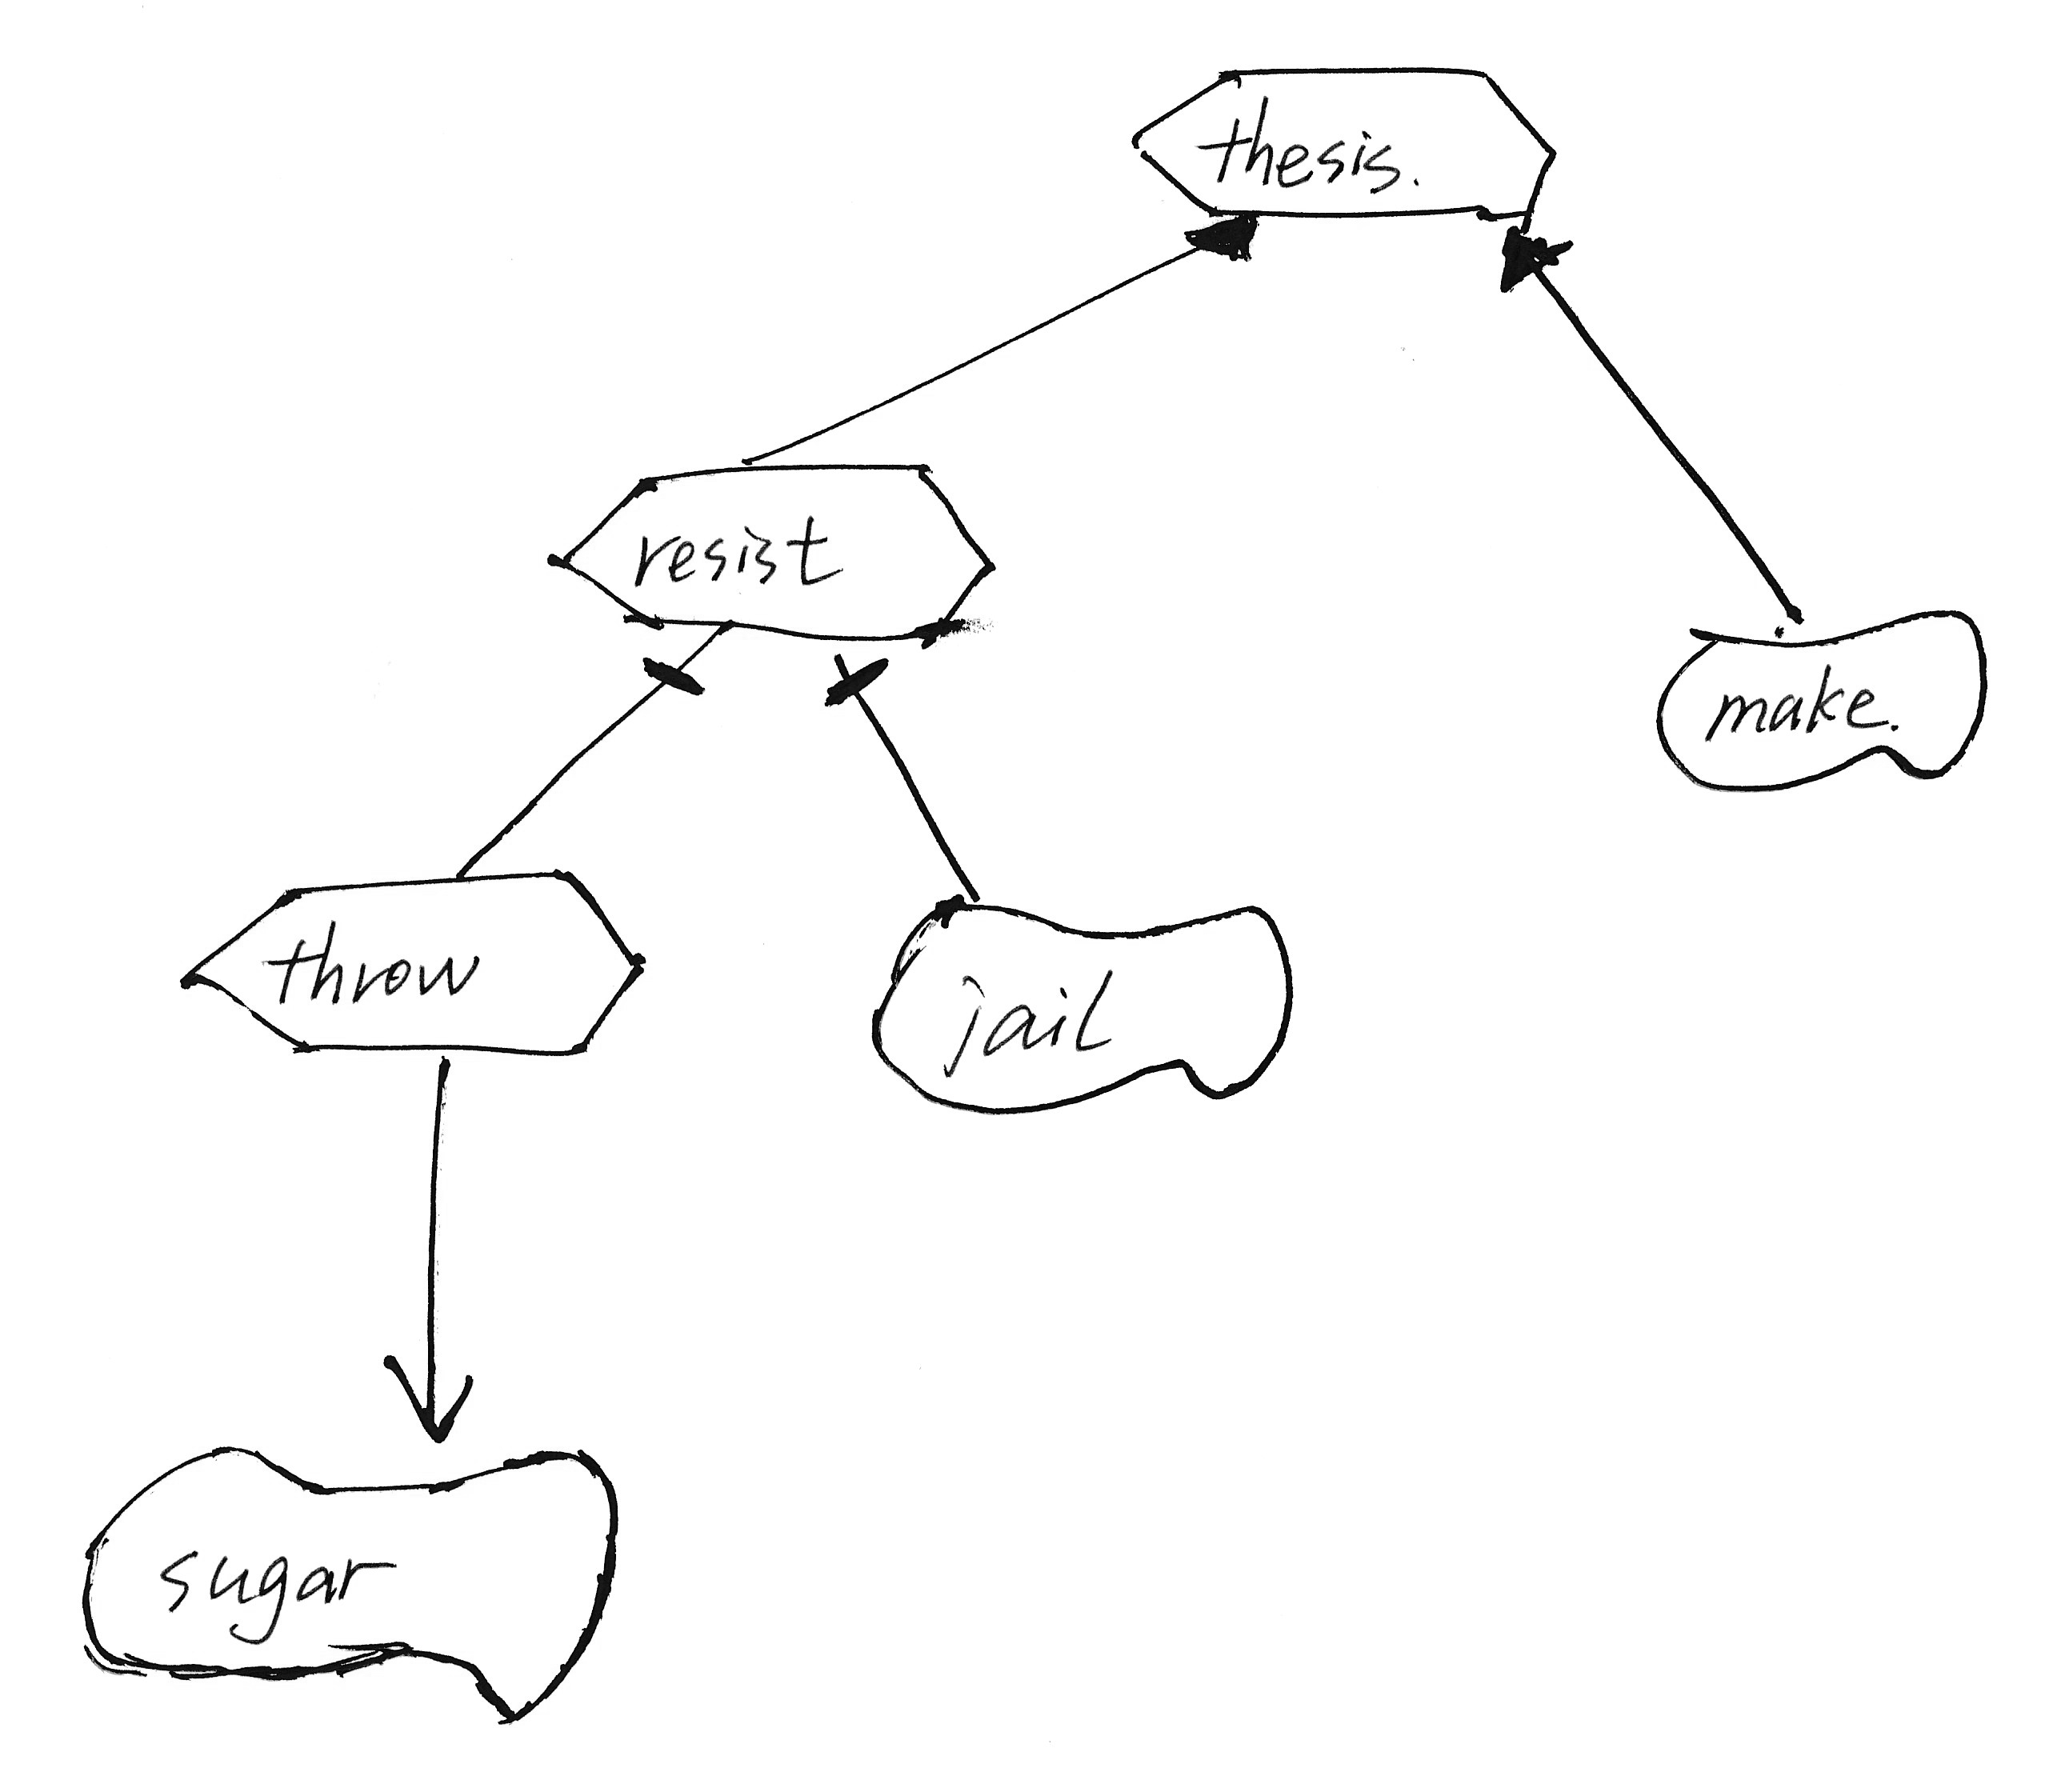 thesis.
resist
make.
throw
jail
sugar